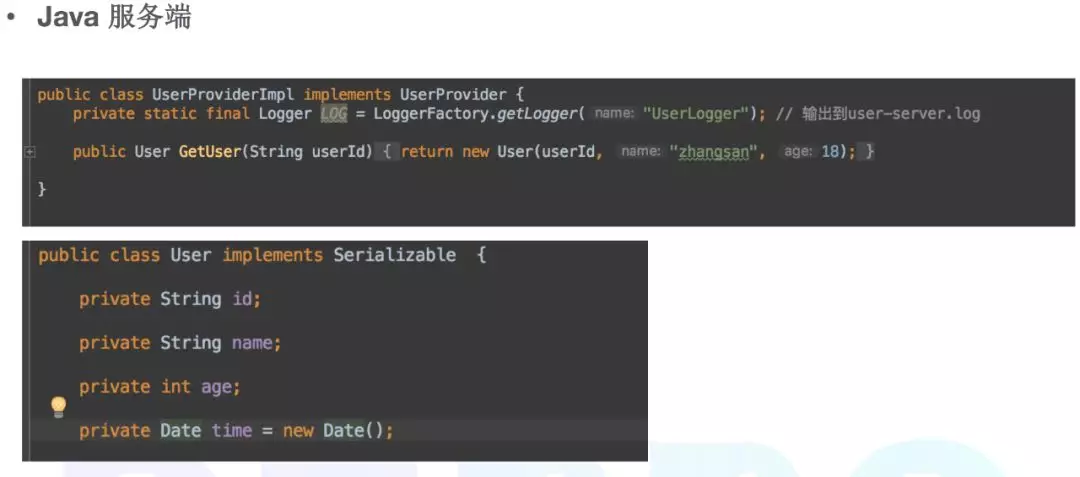 • Java 服务端
public class UserProviderImpl implements UserProvider {
private static final Logger LOG = LoggerFactory.getLogger( name: "UserLogger"); // 输出到user-server.log
public User GetUser(String userId) { return new User(userId, name: "zhangsan", age: 18); }
}
public class User implements Serializable {
private String id;
private String name;
private int age;
private Date time = new Date();